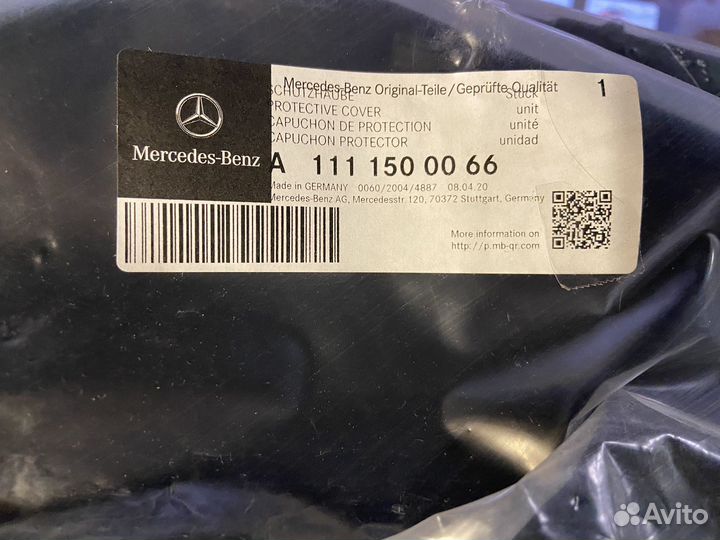 Mercedes-Benz Original-Teile/Geprüfte Qualität 1
SCHUTZHAUBE Stück
PROTECTIVE COVER unit
CAPUCHON DE PROTECTION unité
CAPUCHON PROTECTOR unidad
Mercedes-Benz
A 111 150 00 66
Made in GERMANY 0060/2004/4887 08.04.20
Mercedes-Benz AG, Mercedesstr. 120, 70372 Stuttgart, Germany
More information on
http://p.mb-qr.com
Avito